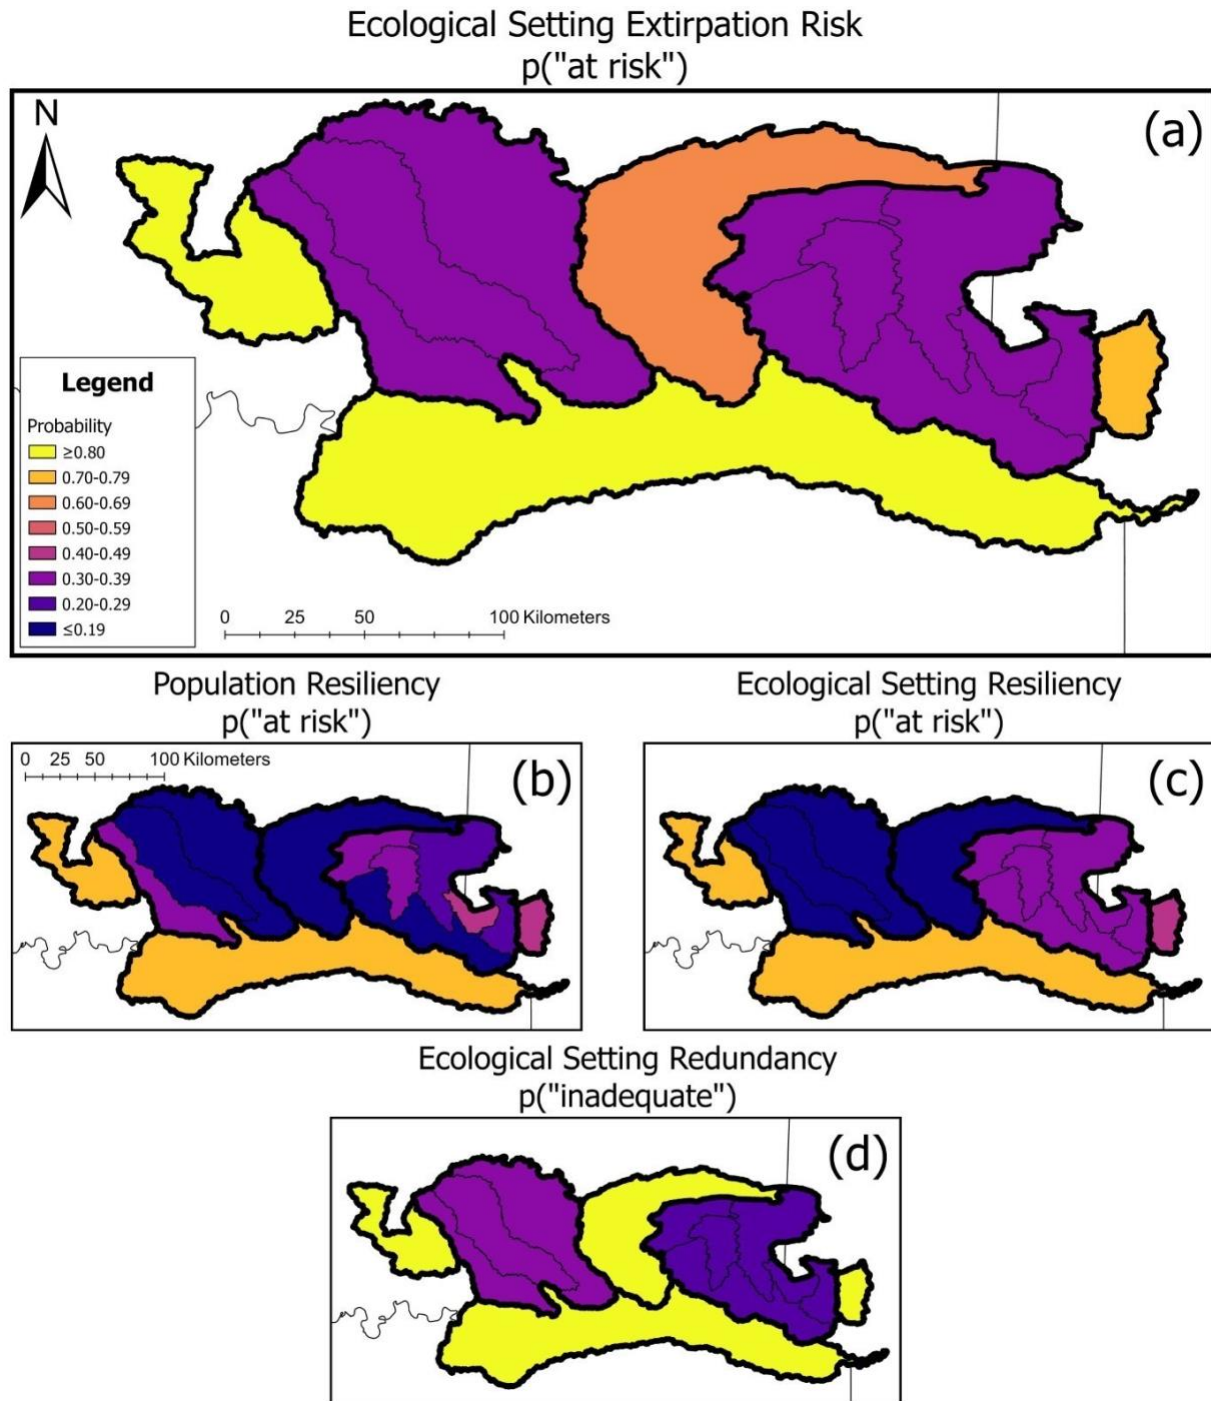 Ecological Setting Extirpation Risk
p("at risk")
(a)
N
Legend
Probability
≥0.80
0.70-0.79
0.60-0.69
0.50-0.59
0.40-0.49
0.30-0.39
0.20-0.29
≤0.19
0 25 50 100 Kilometers
Population Resiliency
p("at risk")
0 25 50 100 Kilometers
(b)
Ecological Setting Resiliency
p("at risk")
(c)
Ecological Setting Redundancy
p("inadequate")
(d)